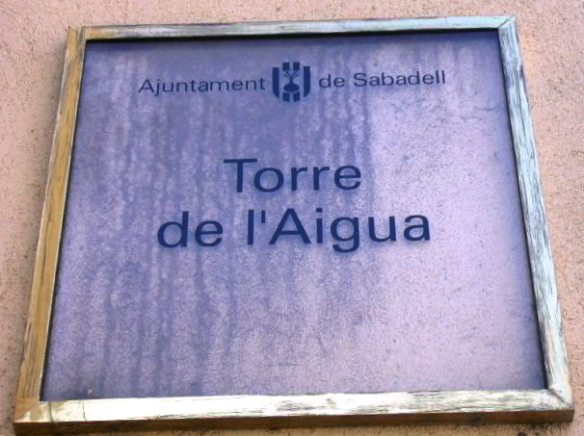 Ajuntament de Sabadell
Torre
de l'Aigua